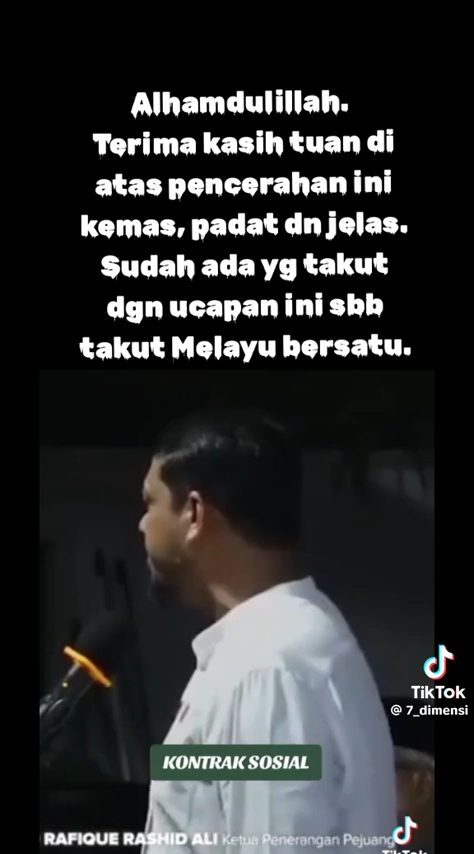 Alhamdulillah.
Terima kasih tuan di
atas pencerahan ini
kemas, padat dn jelas.
Sudah ada yg takut
dgn ucapan ini sbb
takut Melayu bersatu.
TikTok
@ 7_dimensi
KONTRAK SOSIAL
RAFIQUE RASHID ALI Ketua Penerangan Pejuang
TikTok